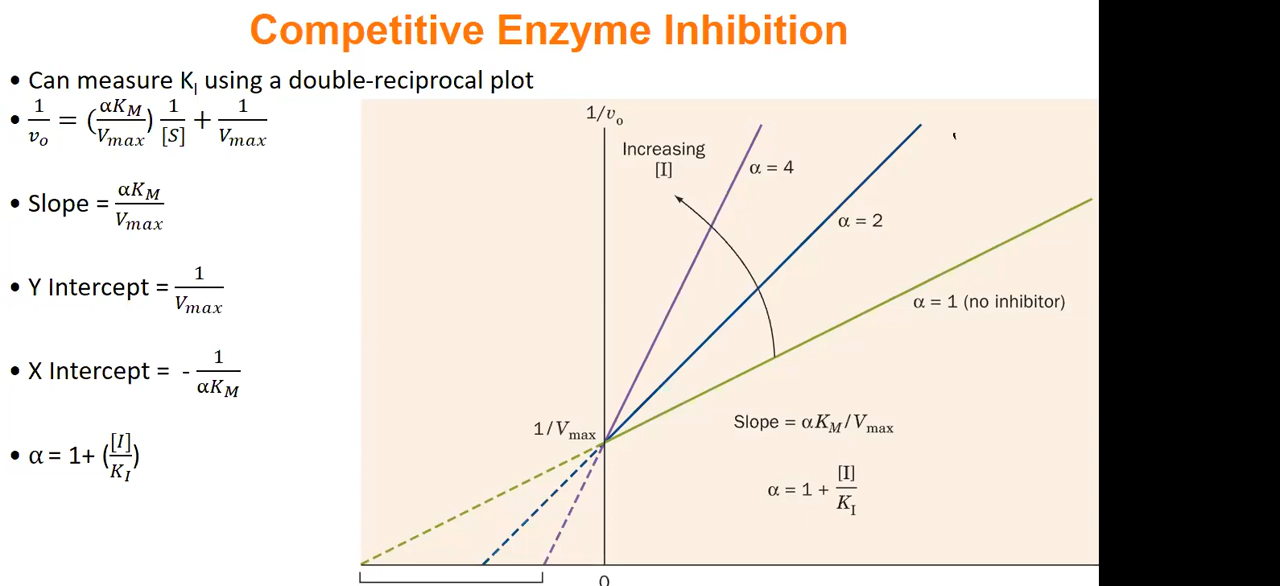 Competitive Enzyme Inhibition
• Can measure K_I using a double-reciprocal plot
• 1/v_o = (αK_M/V_max) 1/[S] + 1/V_max
• Slope = αK_M/V_max
• Y Intercept = 1/V_max
• X Intercept = - 1/αK_M
• α = 1+ ([I]/K_I)
1/v_o
Increasing
[I]
α = 4
α = 2
α = 1 (no inhibitor)
1/V_max
Slope = αK_M/V_max
α = 1 + [I]/K_I
0